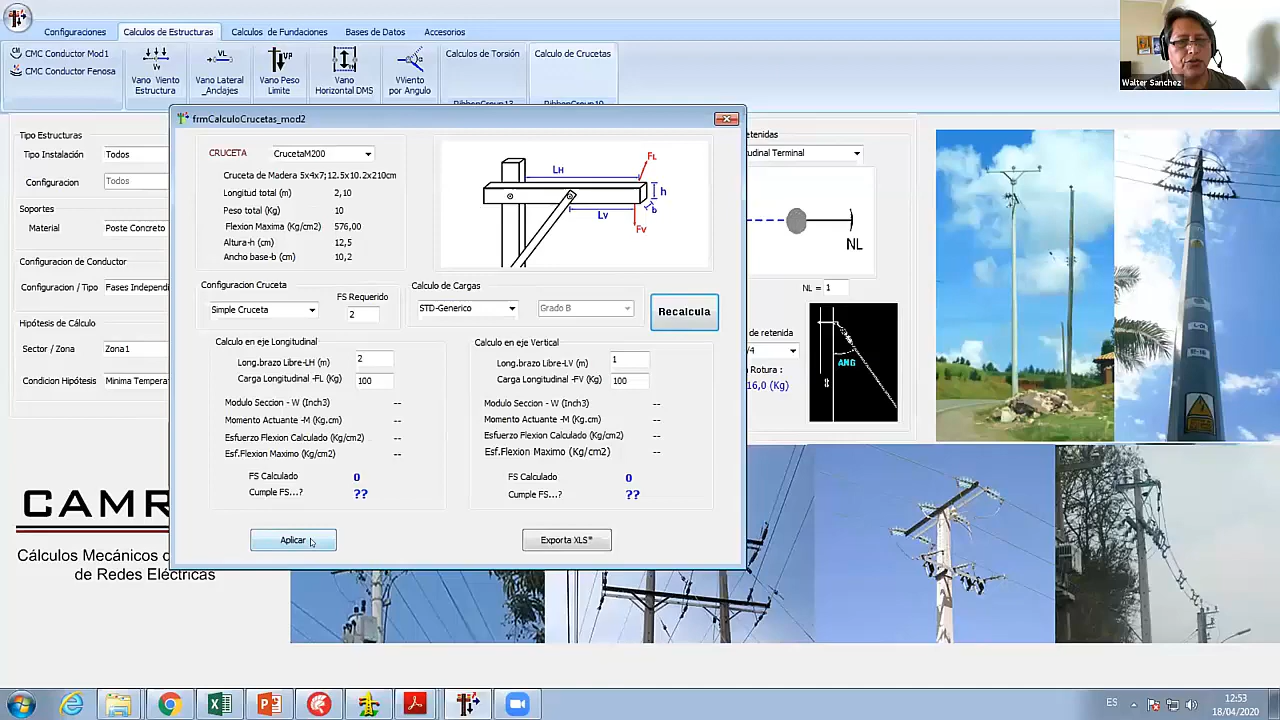 Configuraciones
Calculos de Estructuras
Calculos de Fundaciones
Bases de Datos
Accesorios
CMC Conductor Mod1
CMC Conductor Fenosa
Vano Viento
Estructura
Vano Lateral
_Anclajes
Vano Peso
Limite
Vano
Horizontal DMS
VViento
por Angulo
Calculos de Torsión
Calculo de Crucetas
Walter Sanchez
frmCalculoCrucetas_mod2
Tipo Estructuras
Tipo Instalación Todos
Configuracion Todos
Soportes
Material Poste Concreto
Configuracion de Conductor
Configuracion / Tipo Fases Independi
Hipótesis de Cálculo
Sector / Zona Zona1
Condicion Hipótesis Minima Tempera
CRUCETA CrucetaM200
Cruceta de Madera 5x4x7;12.5x10.2x210cm
Longitud total (m) 2,10
Peso total (Kg) 10
Flexion Maxima (Kg/cm2) 576,00
Altura-h (cm) 12,5
Ancho base-b (cm) 10,2
LH
FL
h
b
Lv
Fv
Configuracion Cruceta
Simple Cruceta
FS Requerido
2
Calculo de Cargas
STD-Generico
Grado B
Recalcula
Calculo en eje Longitudinal
Long.brazo Libre-LH (m) 2
Carga Longitudinal -FL (Kg) 100
Modulo Seccion - W (Inch3) --
Momento Actuante -M (Kg.cm) --
Esfuerzo Flexion Calculado (Kg/cm2) --
Esf.Flexion Maximo (Kg/cm2) --
FS Calculado 0
Cumple FS...? ??
Calculo en eje Vertical
Long.brazo Libre-LV (m) 1
Carga Longitudinal -FV (Kg) 100
Modulo Seccion - W (Inch3) --
Momento Actuante -M (Kg.cm) --
Esfuerzo Flexion Calculado (Kg/cm2) --
Esf.Flexion Maximo (Kg/cm2) --
FS Calculado 0
Cumple FS...? ??
Aplicar
Exporta XLS*
etenidas
udinal Terminal
NL
NL = 1
de retenida
/4
a Rotura :
16,0 (Kg)
ANG
CAMR
Cálculos Mecánicos d
de Redes Eléctricas
ES
12:53
18/04/2020